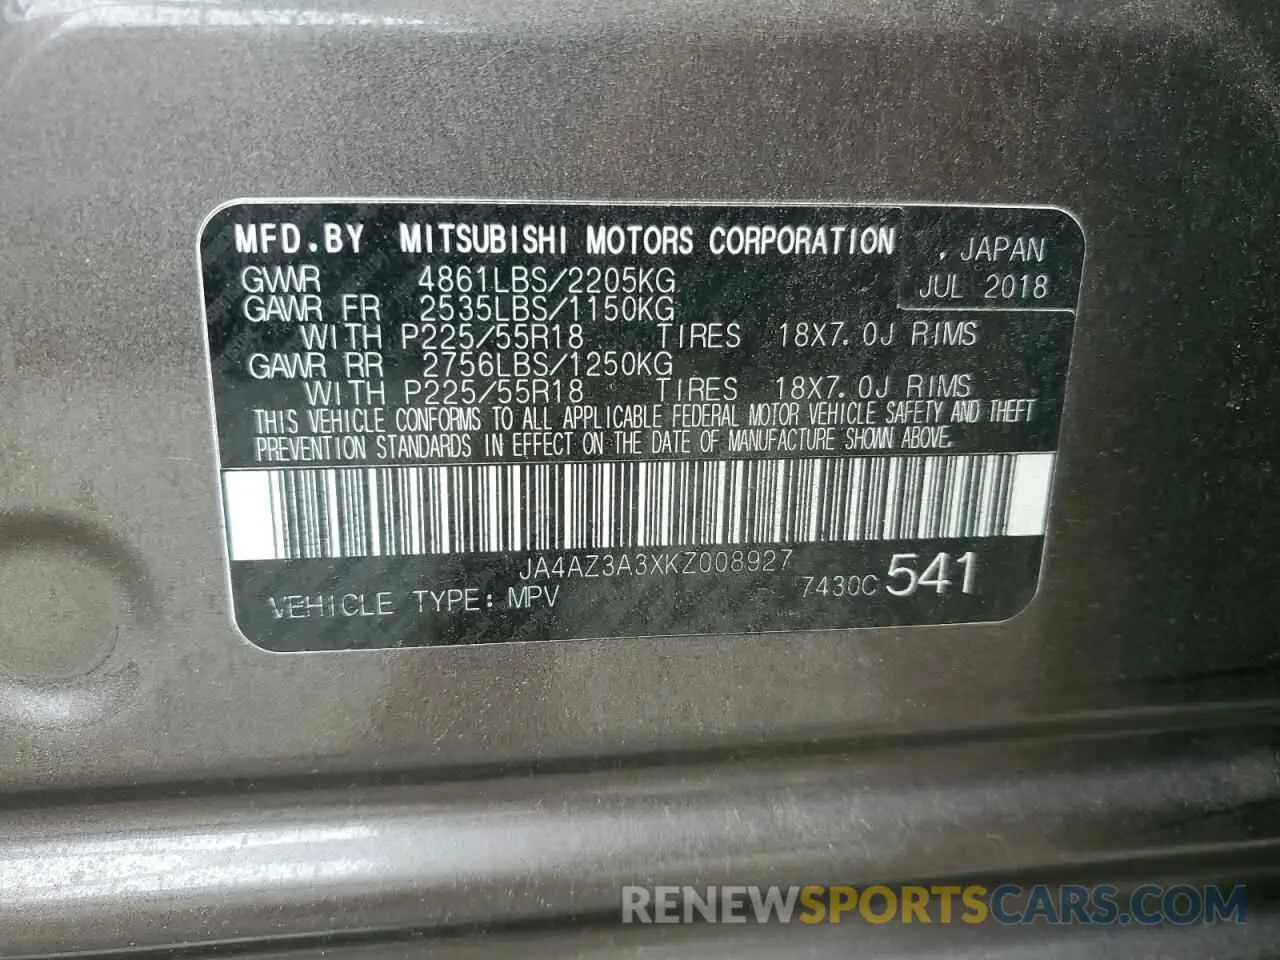 MFD.BY MITSUBISHI MOTORS CORPORATION
, JAPAN
JUL 2018
GVWR 4861LBS/2205KG
GAWR FR 2535LBS/1150KG
WITH P225/55R18 TIRES 18X7.0J RIMS
GAWR RR 2756LBS/1250KG
WITH P225/55R18 TIRES 18X7.0J RIMS
THIS VEHICLE CONFORMS TO ALL APPLICABLE FEDERAL MOTOR VEHICLE SAFETY AND THEFT
PREVENTION STANDARDS IN EFFECT ON THE DATE OF MANUFACTURE SHOWN ABOVE.
JA4AZ3A3XKZ008927
VEHICLE TYPE: MPV 7430C 541
RENEWSPORTSCARS.COM